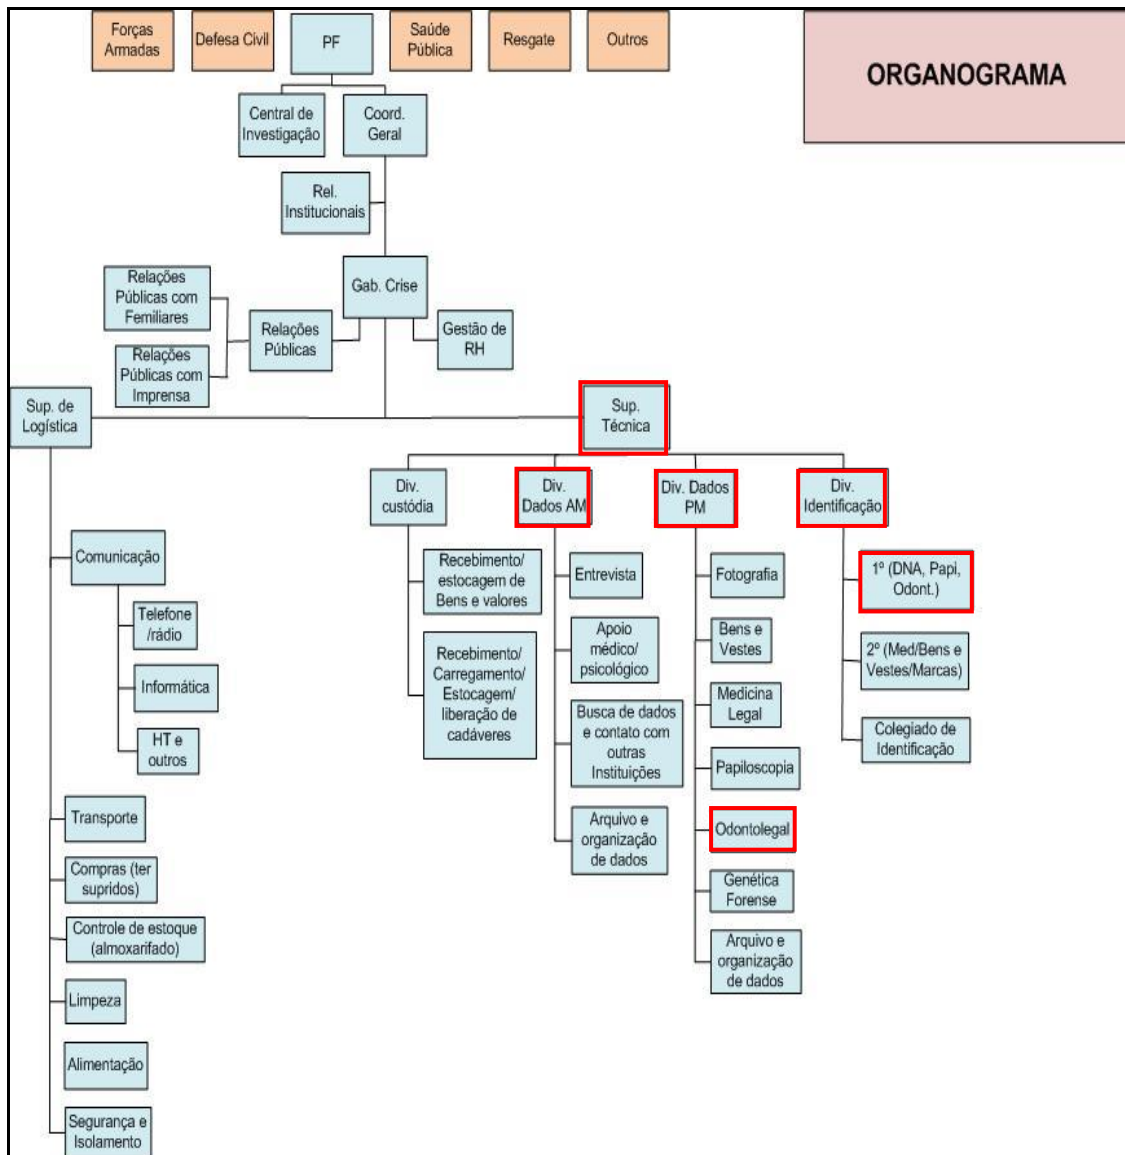 Forças
Armadas
Defesa Civil
PF
Saúde
Pública
Resgate
Outros
ORGANOGRAMA
Central de
Investigação
Coord.
Geral
Rel.
Institucionais
Gab. Crise
Relações
Públicas com
Femiliares
Relações
Públicas
Gestão de
RH
Relações
Públicas com
Imprensa
Sup. de
Logística
Sup.
Técnica
Div.
custódia
Div.
Dados AM
Div. Dados
PM
Div.
Identificação
Comunicação
Telefone
/rádio
Informática
HT e
outros
Transporte
Compras (ter
supridos)
Controle de estoque
(almoxarifado)
Limpeza
Alimentação
Segurança e
Isolamento
Recebimento/
estocagem de
Bens e valores
Recebimento/
Carregamento/
Estocagem/
liberação de
cadáveres
Entrevista
Apoio
médico/
psicológico
Busca de dados
e contato com
outras
Instituições
Arquivo e
organização
de dados
Fotografia
Bens e
Vestes
Medicina
Legal
Papiloscopia
Odontolegal
Genética
Forense
Arquivo e
organização
de dados
1º (DNA, Papi,
Odont.)
2º (Med/Bens e
Vestes/Marcas)
Colegiado de
Identificação